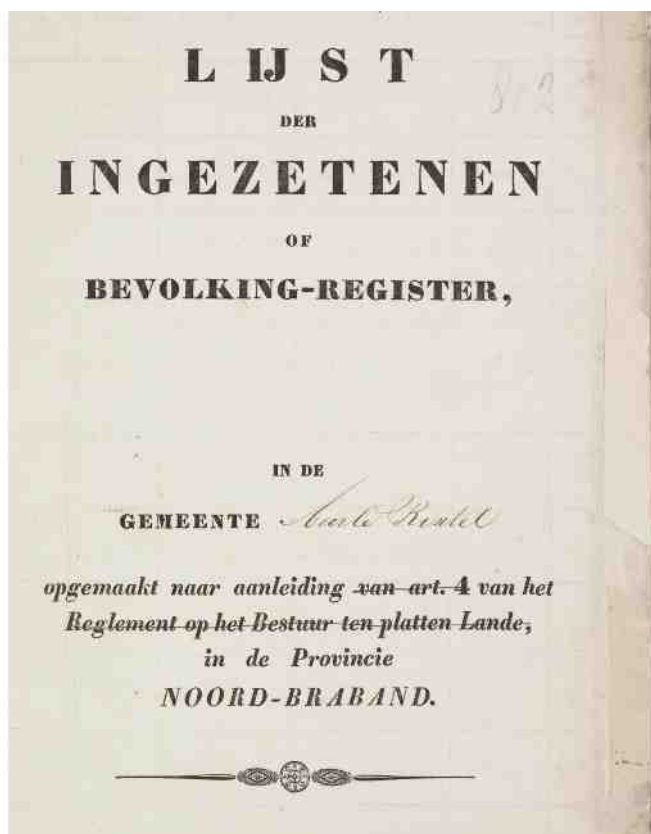 LIJST
DER
INGEZETENEN
OF
BEVOLKING-REGISTER,
IN DE
GEMEENTE Aarle Rixtel
opgemaakt naar aanleiding van art. 4 van het
Reglement op het Bestuur ten platten Lande,
in de Provincie
NOORD-BRABAND.